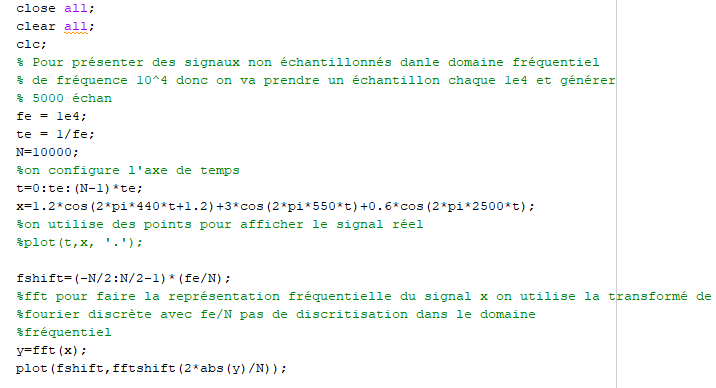 close all;
clear all;
clc;
% Pour présenter des signaux non échantillonnés danle domaine fréquentiel
% de fréquence 10^4 donc on va prendre un échantillon chaque 1e4 et générer
% 5000 échan
fe = 1e4;
te = 1/fe;
N=10000;
%on configure l'axe de temps
t=0:te:(N-1)*te;
x=1.2*cos(2*pi*440*t+1.2)+3*cos(2*pi*550*t)+0.6*cos(2*pi*2500*t);
%on utilise des points pour afficher le signal réel
%plot(t,x, '.');
fshift=(-N/2:N/2-1)*(fe/N);
%fft pour faire la représentation fréquentielle du signal x on utilise la transformé de
%fourier discrète avec fe/N pas de discritisation dans le domaine
%fréquentiel
y=fft(x);
plot(fshift,fftshift(2*abs(y)/N));